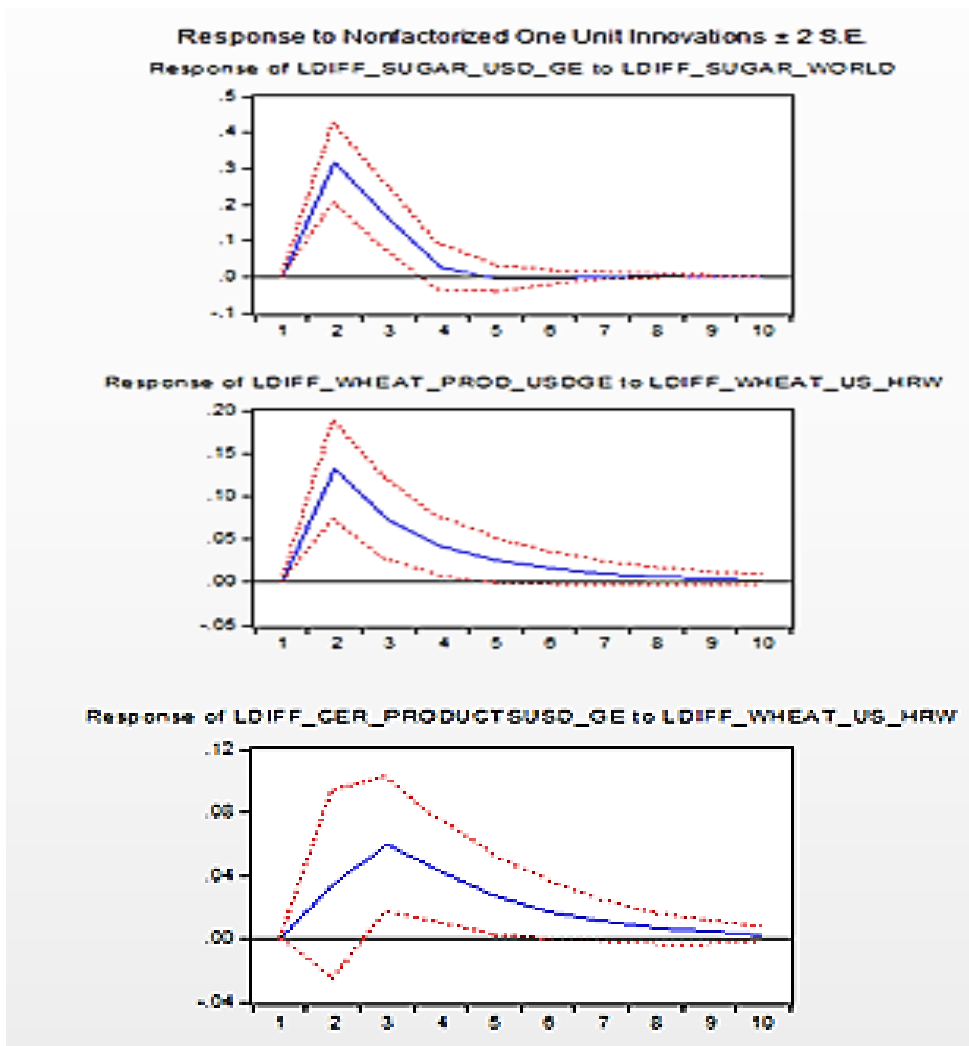 Response to Nonfactorized One Unit Innovations ± 2 S.E.
Response of LDIFF_SUGAR_USD_GE to LDIFF_SUGAR_WORLD
.5
.4
.3
.2
.1
.0
-.1
1 2 3 4 5 6 7 8 9 10
Response of LDIFF_WHEAT_PROD_USDGE to LDIFF_WHEAT_US_HRW
.20
.15
.10
.05
.00
-.05
1 2 3 4 5 6 7 8 9 10
Response of LDIFF_CER_PRODUCTSUSD_GE to LDIFF_WHEAT_US_HRW
.12
.08
.04
.00
-.04
1 2 3 4 5 6 7 8 9 10